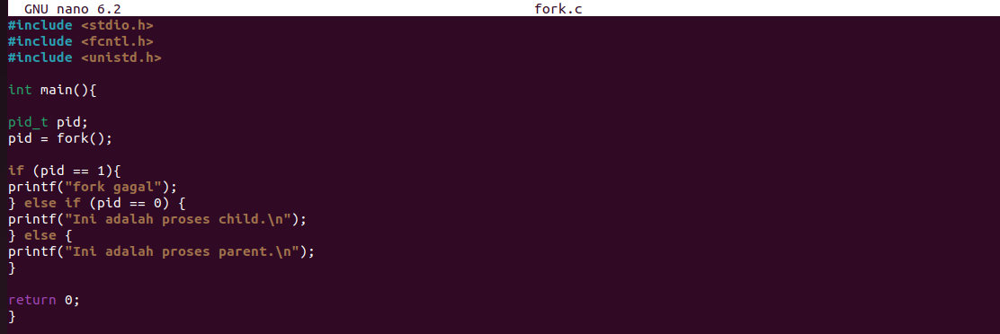 GNU nano 6.2 fork.c
#include <stdio.h>
#include <fcntl.h>
#include <unistd.h>
int main(){
pid_t pid;
pid = fork();
if (pid == 1){
printf("fork gagal");
} else if (pid == 0) {
printf("Ini adalah proses child.\n");
} else {
printf("Ini adalah proses parent.\n");
}
return 0;
}